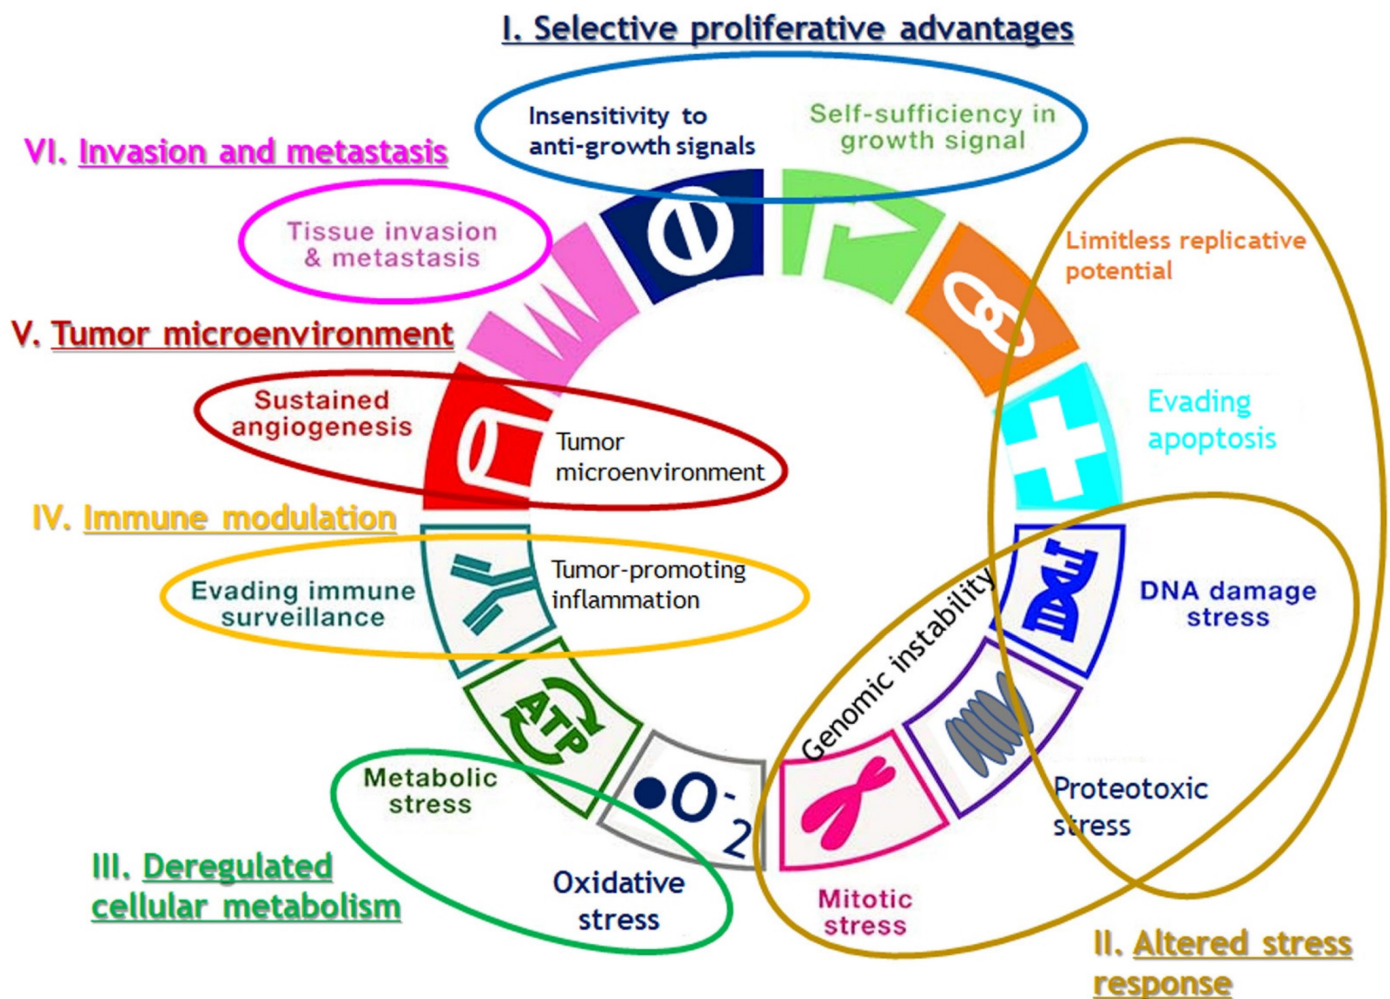 I. Selective proliferative advantages
Insensitivity to
anti-growth signals
Self-sufficiency in
growth signal
VI. Invasion and metastasis
Tissue invasion
& metastasis
Limitless replicative
potential
V. Tumor microenvironment
Sustained
angiogenesis
Tumor
microenvironment
Evading
apoptosis
IV. Immune modulation
Evading immune
surveillance
Tumor-promoting
inflammation
Genomic instability
DNA damage
stress
ATP
Metabolic
stress
•O-2
Proteotoxic
stress
III. Deregulated
cellular metabolism
Oxidative
stress
Mitotic
stress
II. Altered stress
response